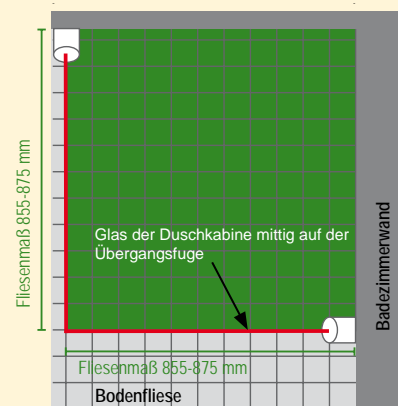 Fliesenmaß 855-875 mm
Glas der Duschkabine mittig auf der
Übergangsfuge
Badezimmerwand
Fliesenmaß 855-875 mm
Bodenfliese